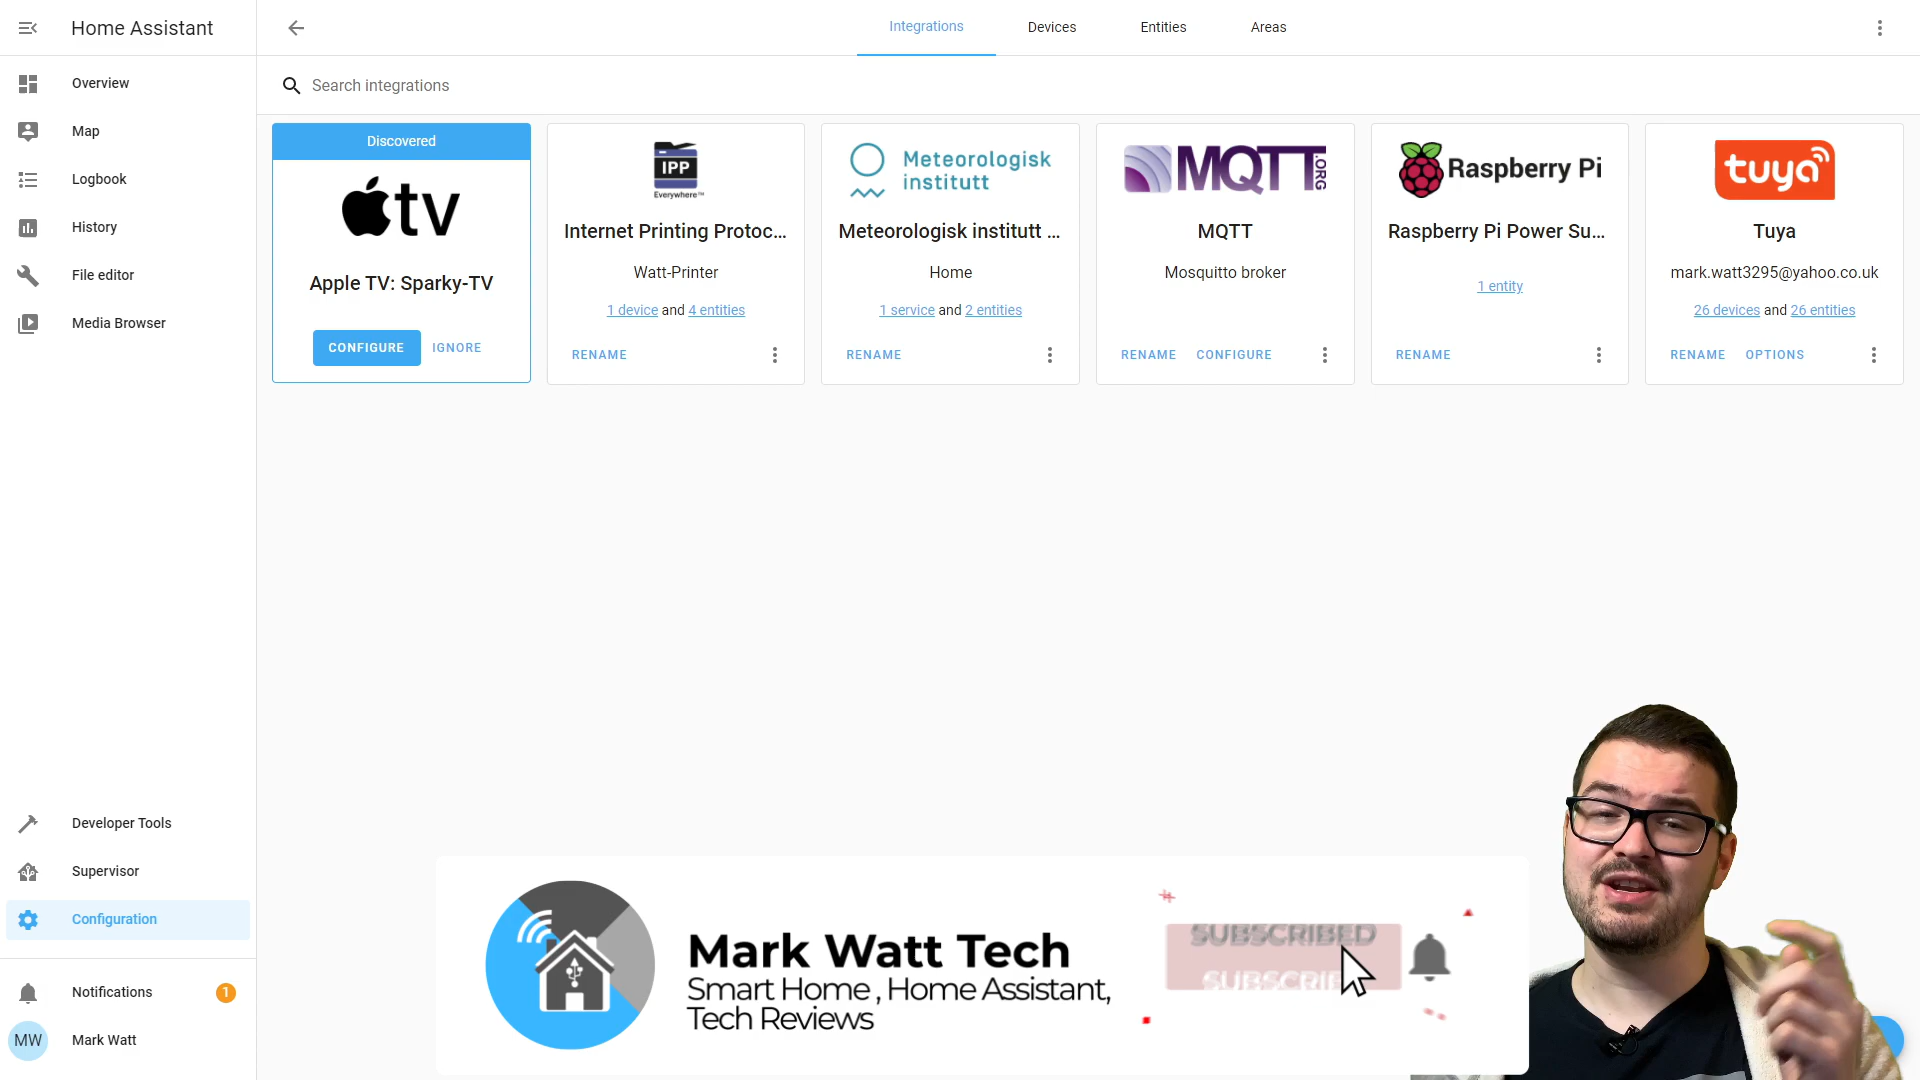 Home Assistant
Integrations
Devices
Entities
Areas
Overview
Map
Logbook
History
File editor
Media Browser
Developer Tools
Supervisor
Configuration
Notifications
1
MW
Mark Watt
Search integrations
Discovered
tv
Apple TV: Sparky-TV
CONFIGURE IGNORE
IPP
Everywhere™
Internet Printing Protoc...
Watt-Printer
1 device and 4 entities
RENAME
Meteorologisk
institutt
Meteorologisk institutt ...
Home
1 service and 2 entities
RENAME
MQTT.ORG
MQTT
Mosquitto broker
RENAME CONFIGURE
Raspberry Pi
Raspberry Pi Power Su...
1 entity
RENAME
tuya
Tuya
mark.watt3295@yahoo.co.uk
26 devices and 26 entities
RENAME OPTIONS
Mark Watt Tech
Smart Home , Home Assistant,
Tech Reviews
SUBSCRIBED